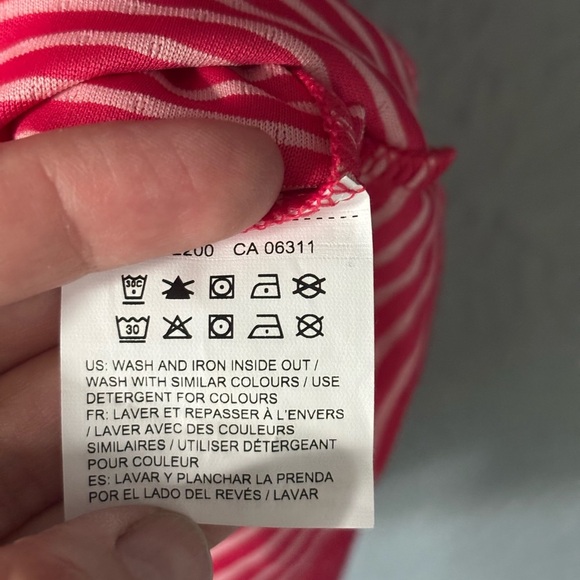 CA 06311
30C
30
US: WASH AND IRON INSIDE OUT /
WASH WITH SIMILAR COLOURS / USE
DETERGENT FOR COLOURS
FR: LAVER ET REPASSER À L'ENVERS
/ LAVER AVEC DES COULEURS
SIMILAIRES / UTILISER DÉTERGEANT
POUR COULEUR
ES: LAVAR Y PLANCHAR LA PRENDA
POR EL LADO DEL REVÉS / LAVAR